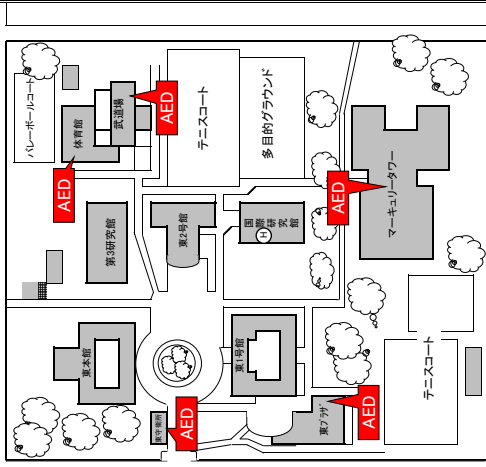 バレーボールコート
体育館
武道場
AED
AED
テニスコート
多目的グラウンド
マーキュリータワー
AED
第3研究館
東2号館
国際研究館
H
東本館
東1号館
テニスコート
東守衛所
AED
東プラザ
AED